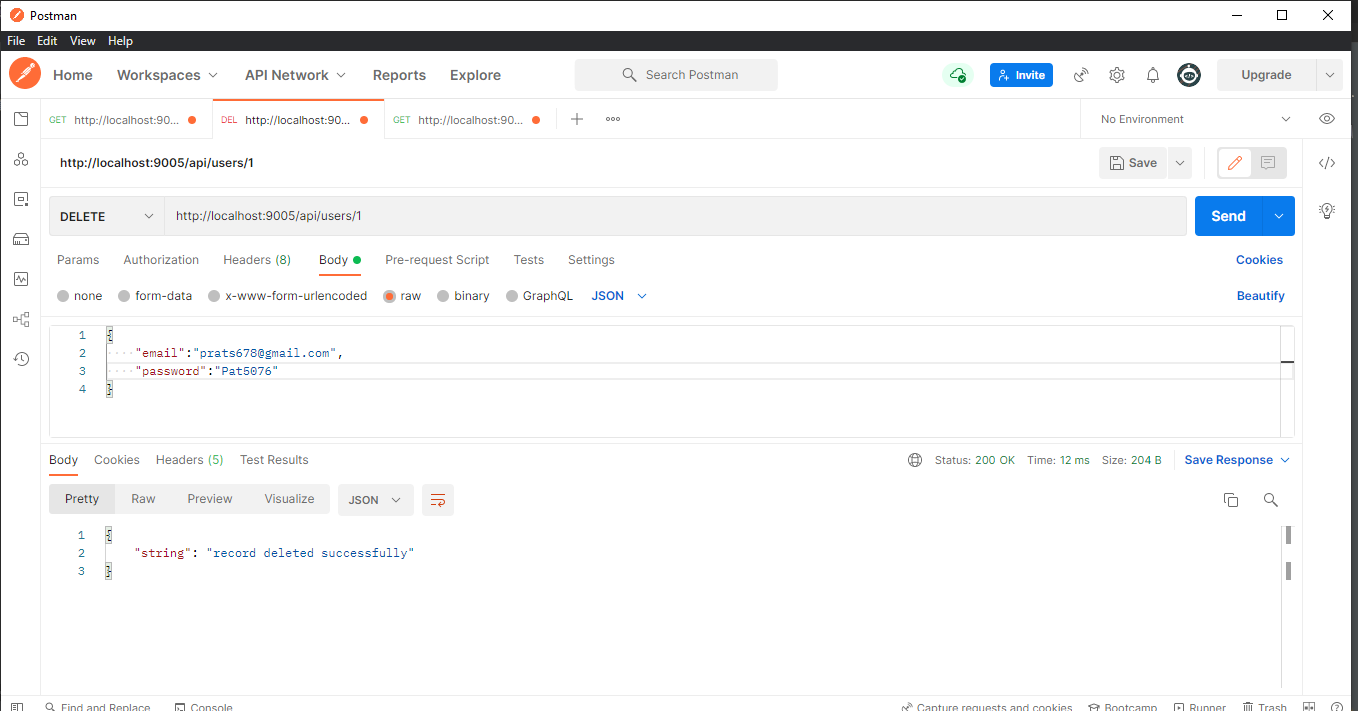 Postman
File Edit View Help
Home Workspaces API Network Reports Explore Search Postman Invite Upgrade
GET http://localhost:90... DEL http://localhost:90... GET http://localhost:90... No Environment
http://localhost:9005/api/users/1 Save
DELETE http://localhost:9005/api/users/1 Send
Params Authorization Headers (8) Body Pre-request Script Tests Settings Cookies
none form-data x-www-form-urlencoded raw binary GraphQL JSON Beautify
1 {
2 "email":"prats678@gmail.com",
3 "password":"Pat5076"
4 }
Body Cookies Headers (5) Test Results Status: 200 OK Time: 12 ms Size: 204 B Save Response
Pretty Raw Preview Visualize JSON
1 {
2 "string": "record deleted successfully"
3 }
Find and Replace Console Capture requests and cookies Bootcamp Runner Trash